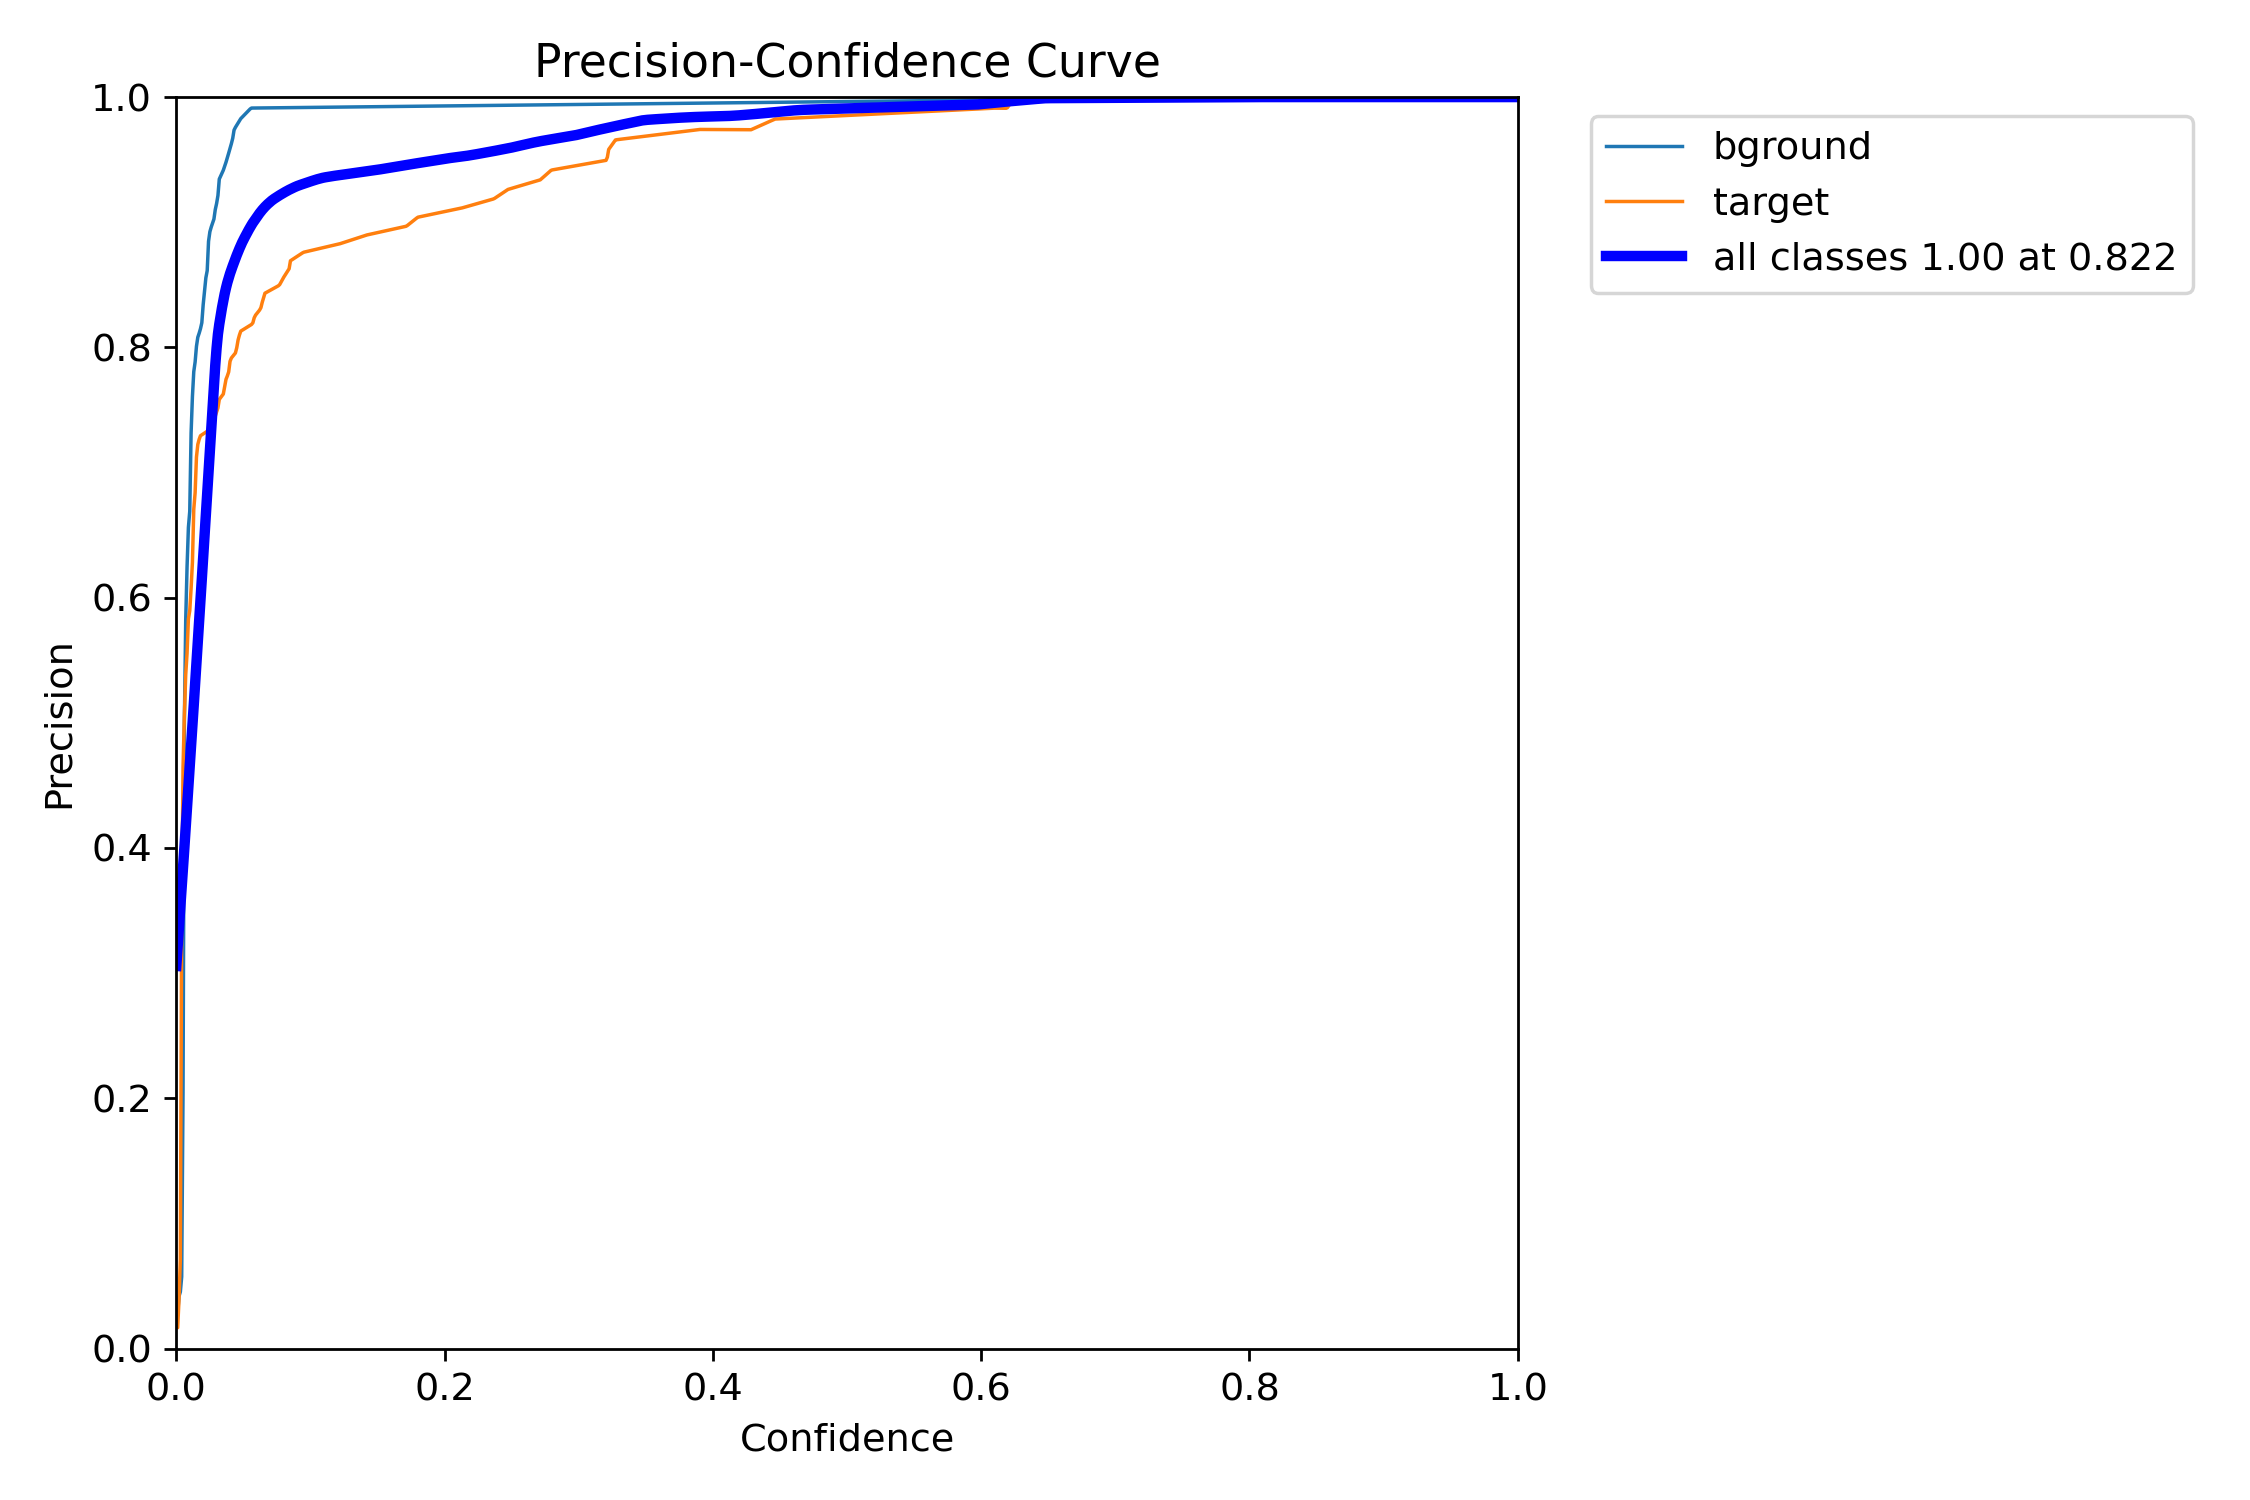 Precision-Confidence Curve
1.0
0.8
0.6
0.4
0.2
0.0
Precision
0.0 0.2 0.4 0.6 0.8 1.0
Confidence
bground
target
all classes 1.00 at 0.822